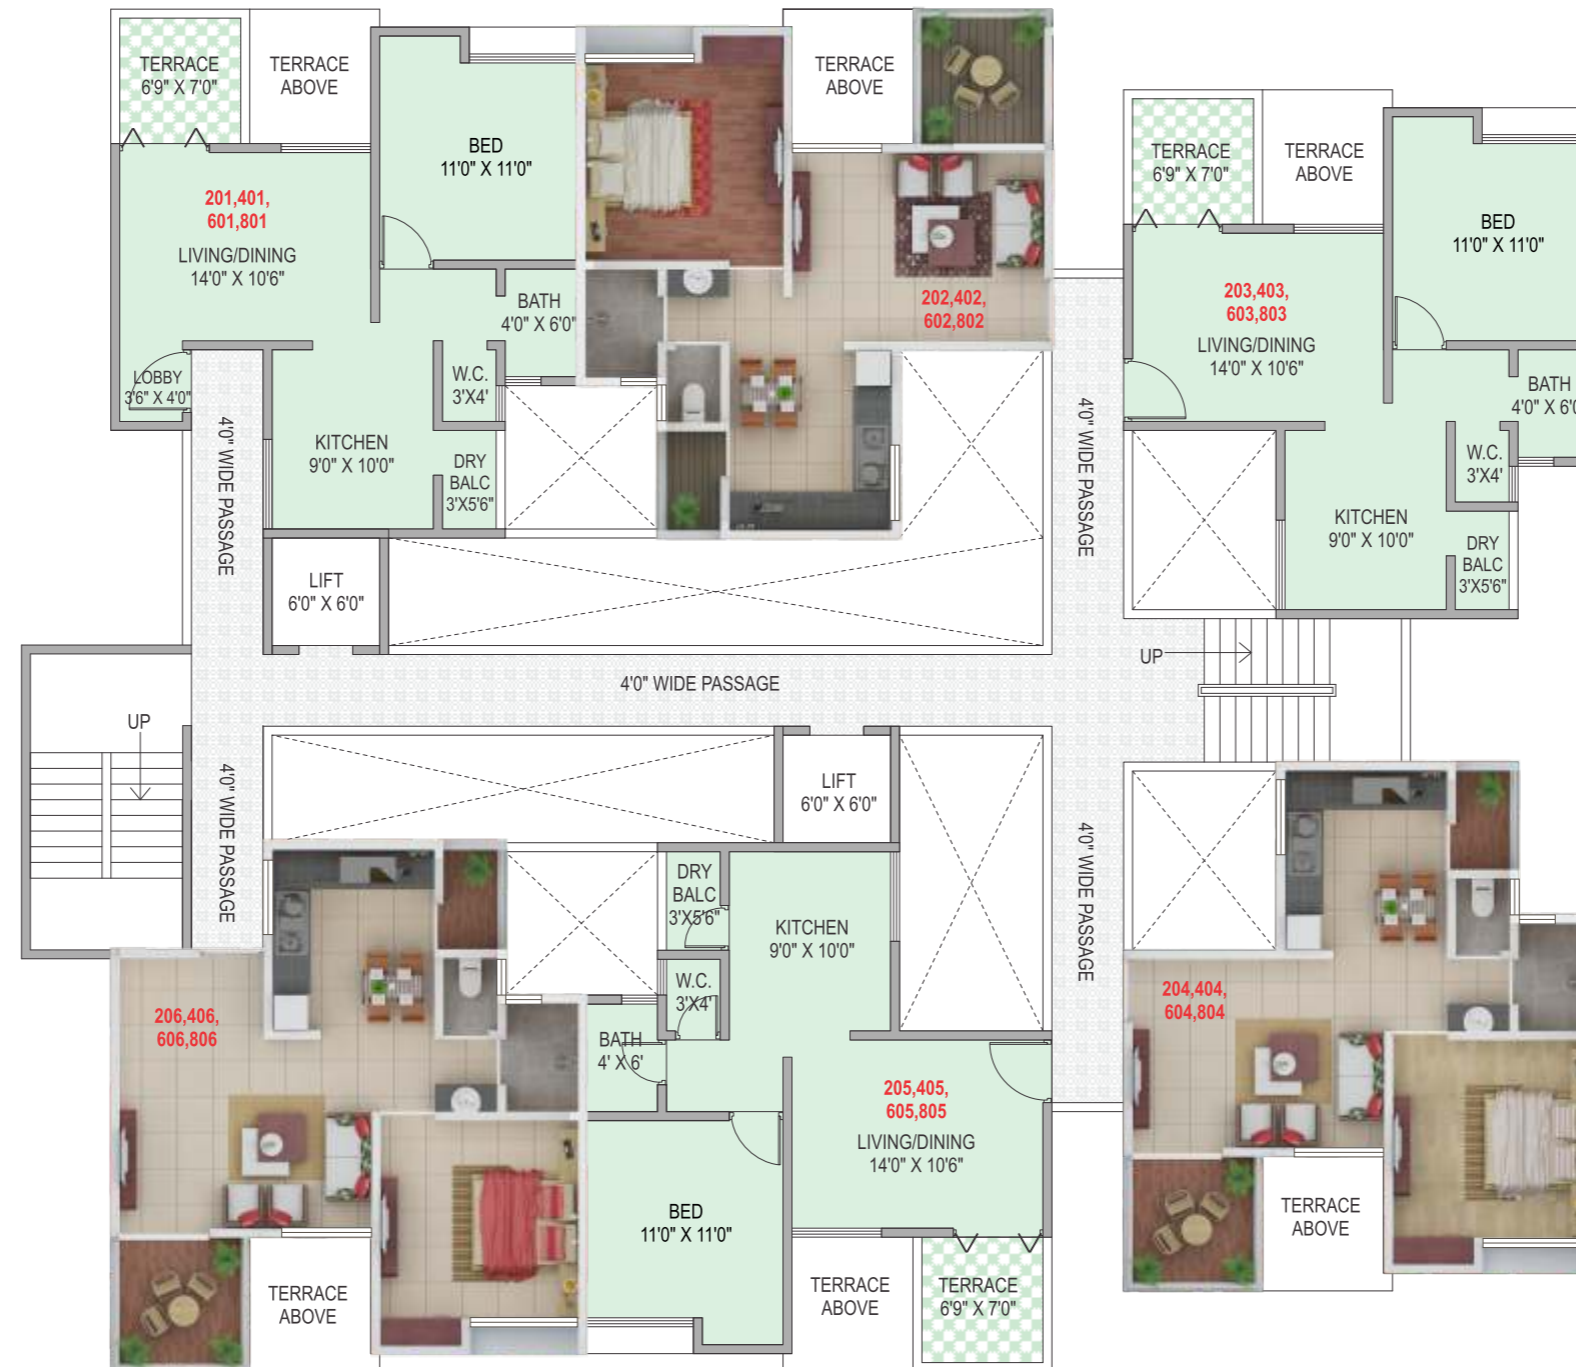 TERRACE
6'9" X 7'0"
TERRACE
ABOVE
BED
11'0" X 11'0"
201,401,
601,801
LIVING/DINING
14'0" X 10'6"
LOBBY
3'6" X 4'0"
BATH
4'0" X 6'0"
W.C.
3'X4'
KITCHEN
9'0" X 10'0"
DRY
BALC
3'X5'6"
TERRACE
ABOVE
202,402,
602,802
TERRACE
6'9" X 7'0"
TERRACE
ABOVE
BED
11'0" X 11'0"
203,403,
603,803
LIVING/DINING
14'0" X 10'6"
BATH
4'0" X 6'0
W.C.
3'X4'
KITCHEN
9'0" X 10'0"
DRY
BALC
3'X5'6"
4'0" WIDE PASSAGE
4'0" WIDE PASSAGE
LIFT
6'0" X 6'0"
UP
4'0" WIDE PASSAGE
UP
4'0" WIDE PASSAGE
LIFT
6'0" X 6'0"
4'0" WIDE PASSAGE
206,406,
606,806
TERRACE
ABOVE
DRY
BALC
3'X5'6"
KITCHEN
9'0" X 10'0"
W.C.
3'X4'
BATH
4' X 6'
205,405,
605,805
LIVING/DINING
14'0" X 10'6"
BED
11'0" X 11'0"
TERRACE
ABOVE
TERRACE
6'9" X 7'0"
204,404,
604,804
TERRACE
ABOVE